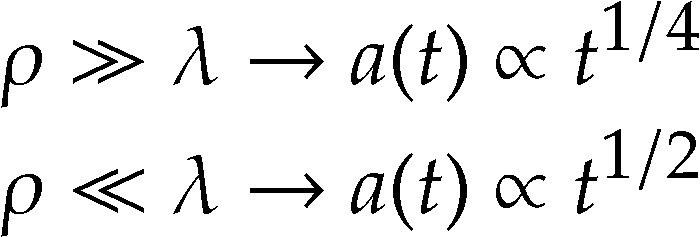 ρ ≫ λ → a(t) ∝ t^{1/4}
ρ ≪ λ → a(t) ∝ t^{1/2}